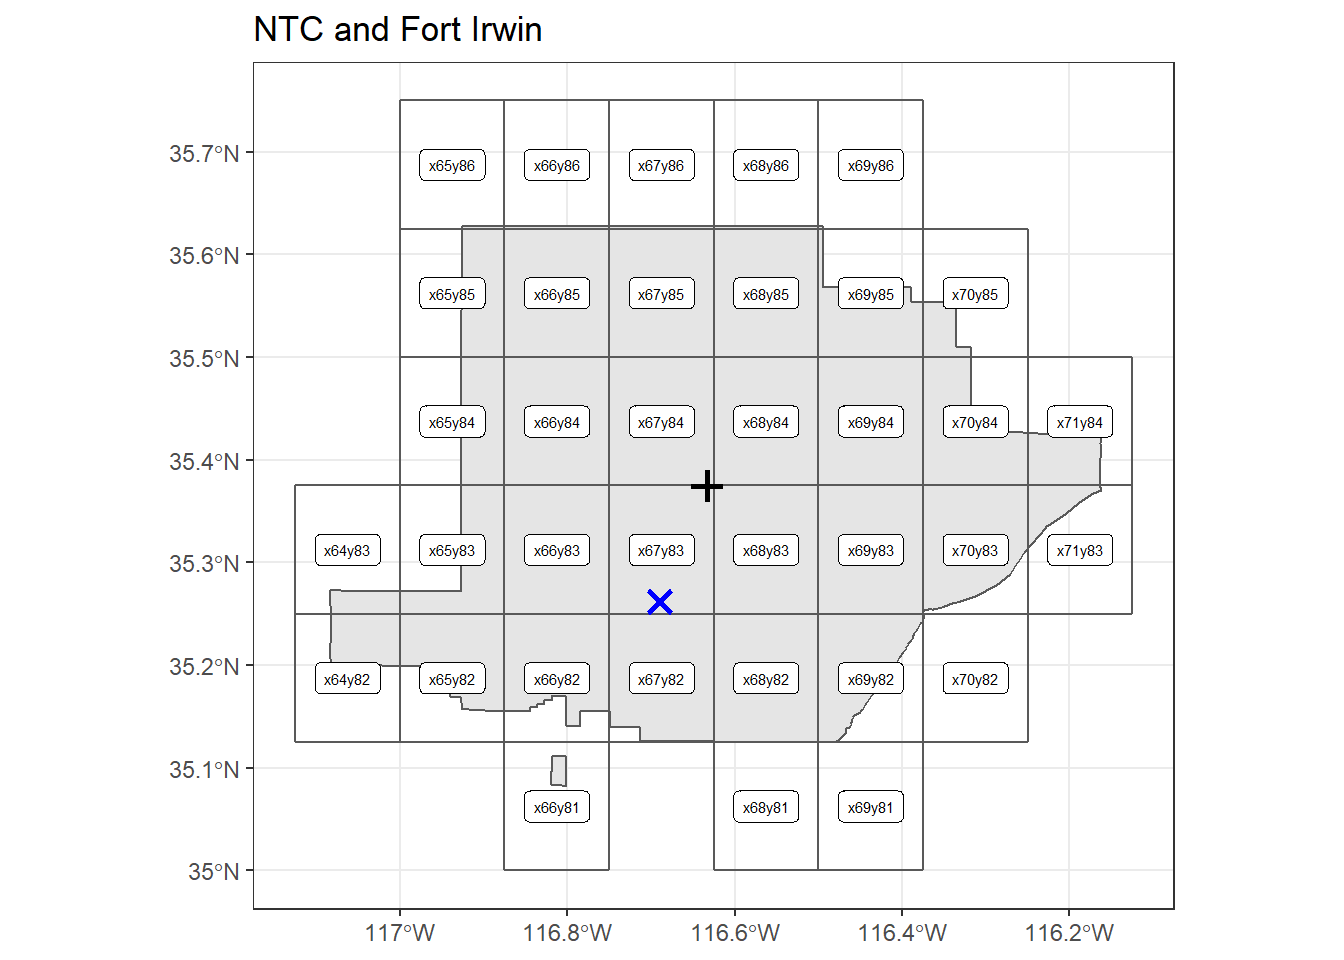 NTC and Fort Irwin
35.7°N
x65y86 x66y86 x67y86 x68y86 x69y86
35.6°N
x65y85 x66y85 x67y85 x68y85 x69y85 x70y85
35.5°N
x65y84 x66y84 x67y84 x68y84 x69y84 x70y84 x71y84
35.4°N
x64y83 x65y83 x66y83 x67y83 x68y83 x69y83 x70y83 x71y83
35.3°N
35.2°N
x64y82 x65y82 x66y82 x67y82 x68y82 x69y82 x70y82
35.1°N
x66y81 x68y81 x69y81
35°N
117°W 116.8°W 116.6°W 116.4°W 116.2°W